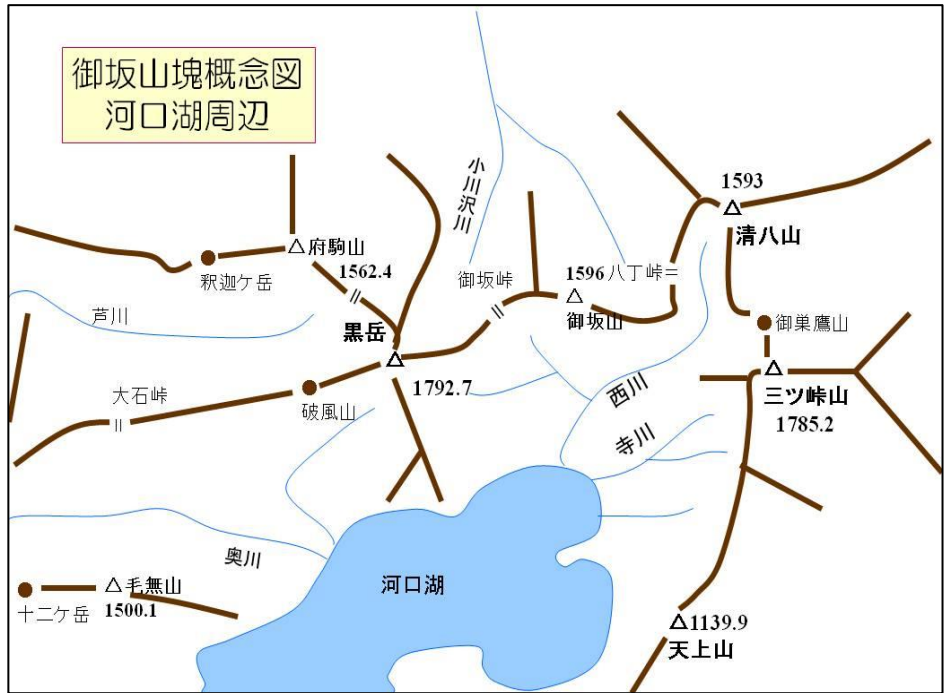 御坂山塊概念図
河口湖周辺
小川沢川
1593
清八山
府駒山
1562.4
釈迦ケ岳
御坂峠
1596
八丁峠
御坂山
芦川
黒岳
御巣鷹山
大石峠
破風山
1792.7
西川
三ツ峠山
1785.2
寺川
奥川
河口湖
毛無山
1500.1
十二ケ岳
1139.9
天上山